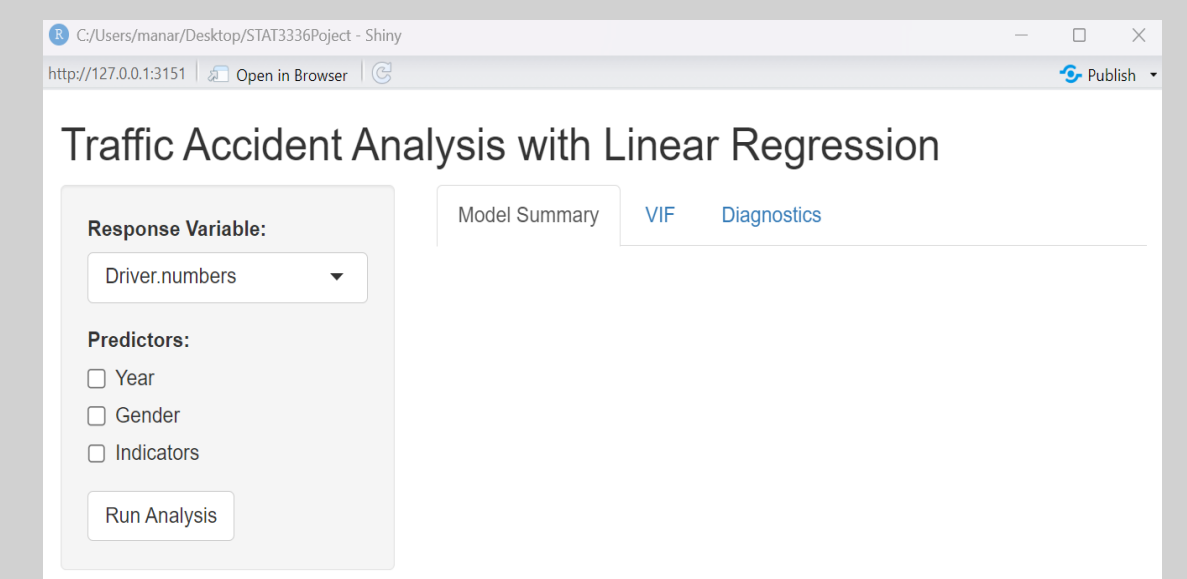 R C:/Users/manar/Desktop/STAT3336Poject - Shiny
http://127.0.0.1:3151 Open in Browser Publish
Traffic Accident Analysis with Linear Regression
Response Variable:
Driver.numbers
Predictors:
Year
Gender
Indicators
Run Analysis
Model Summary VIF Diagnostics